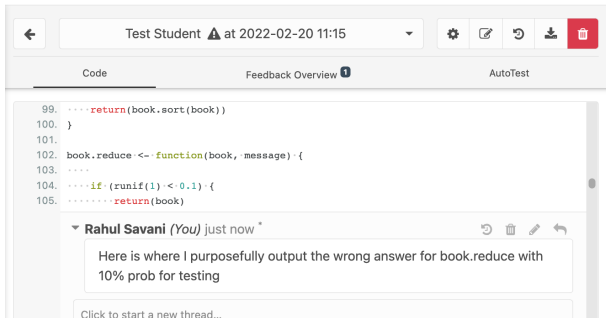 Test Student at 2022-02-20 11:15
Code
Feedback Overview 1
AutoTest
99. ····return(book.sort(book))
100. }
101.
102. book.reduce·<-·function(book,·message)·{
103. ····
104. ····if·(runif(1)·<·0.1)·{
105. ········return(book)
Rahul Savani (You) just now *
Here is where I purposefully output the wrong answer for book.reduce with
10% prob for testing
Click to start a new thread...